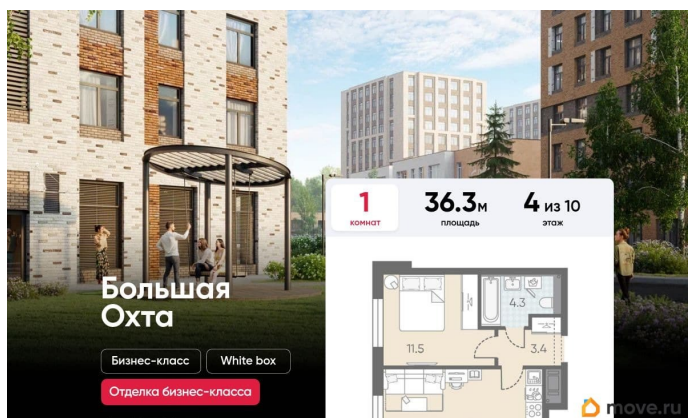 1
комнат
36.3м
площадь
4 из 10
этаж
Большая
Охта
Бизнес-класс
White box
Отделка бизнес-класса
4.3
11.5
3.4
move.ru